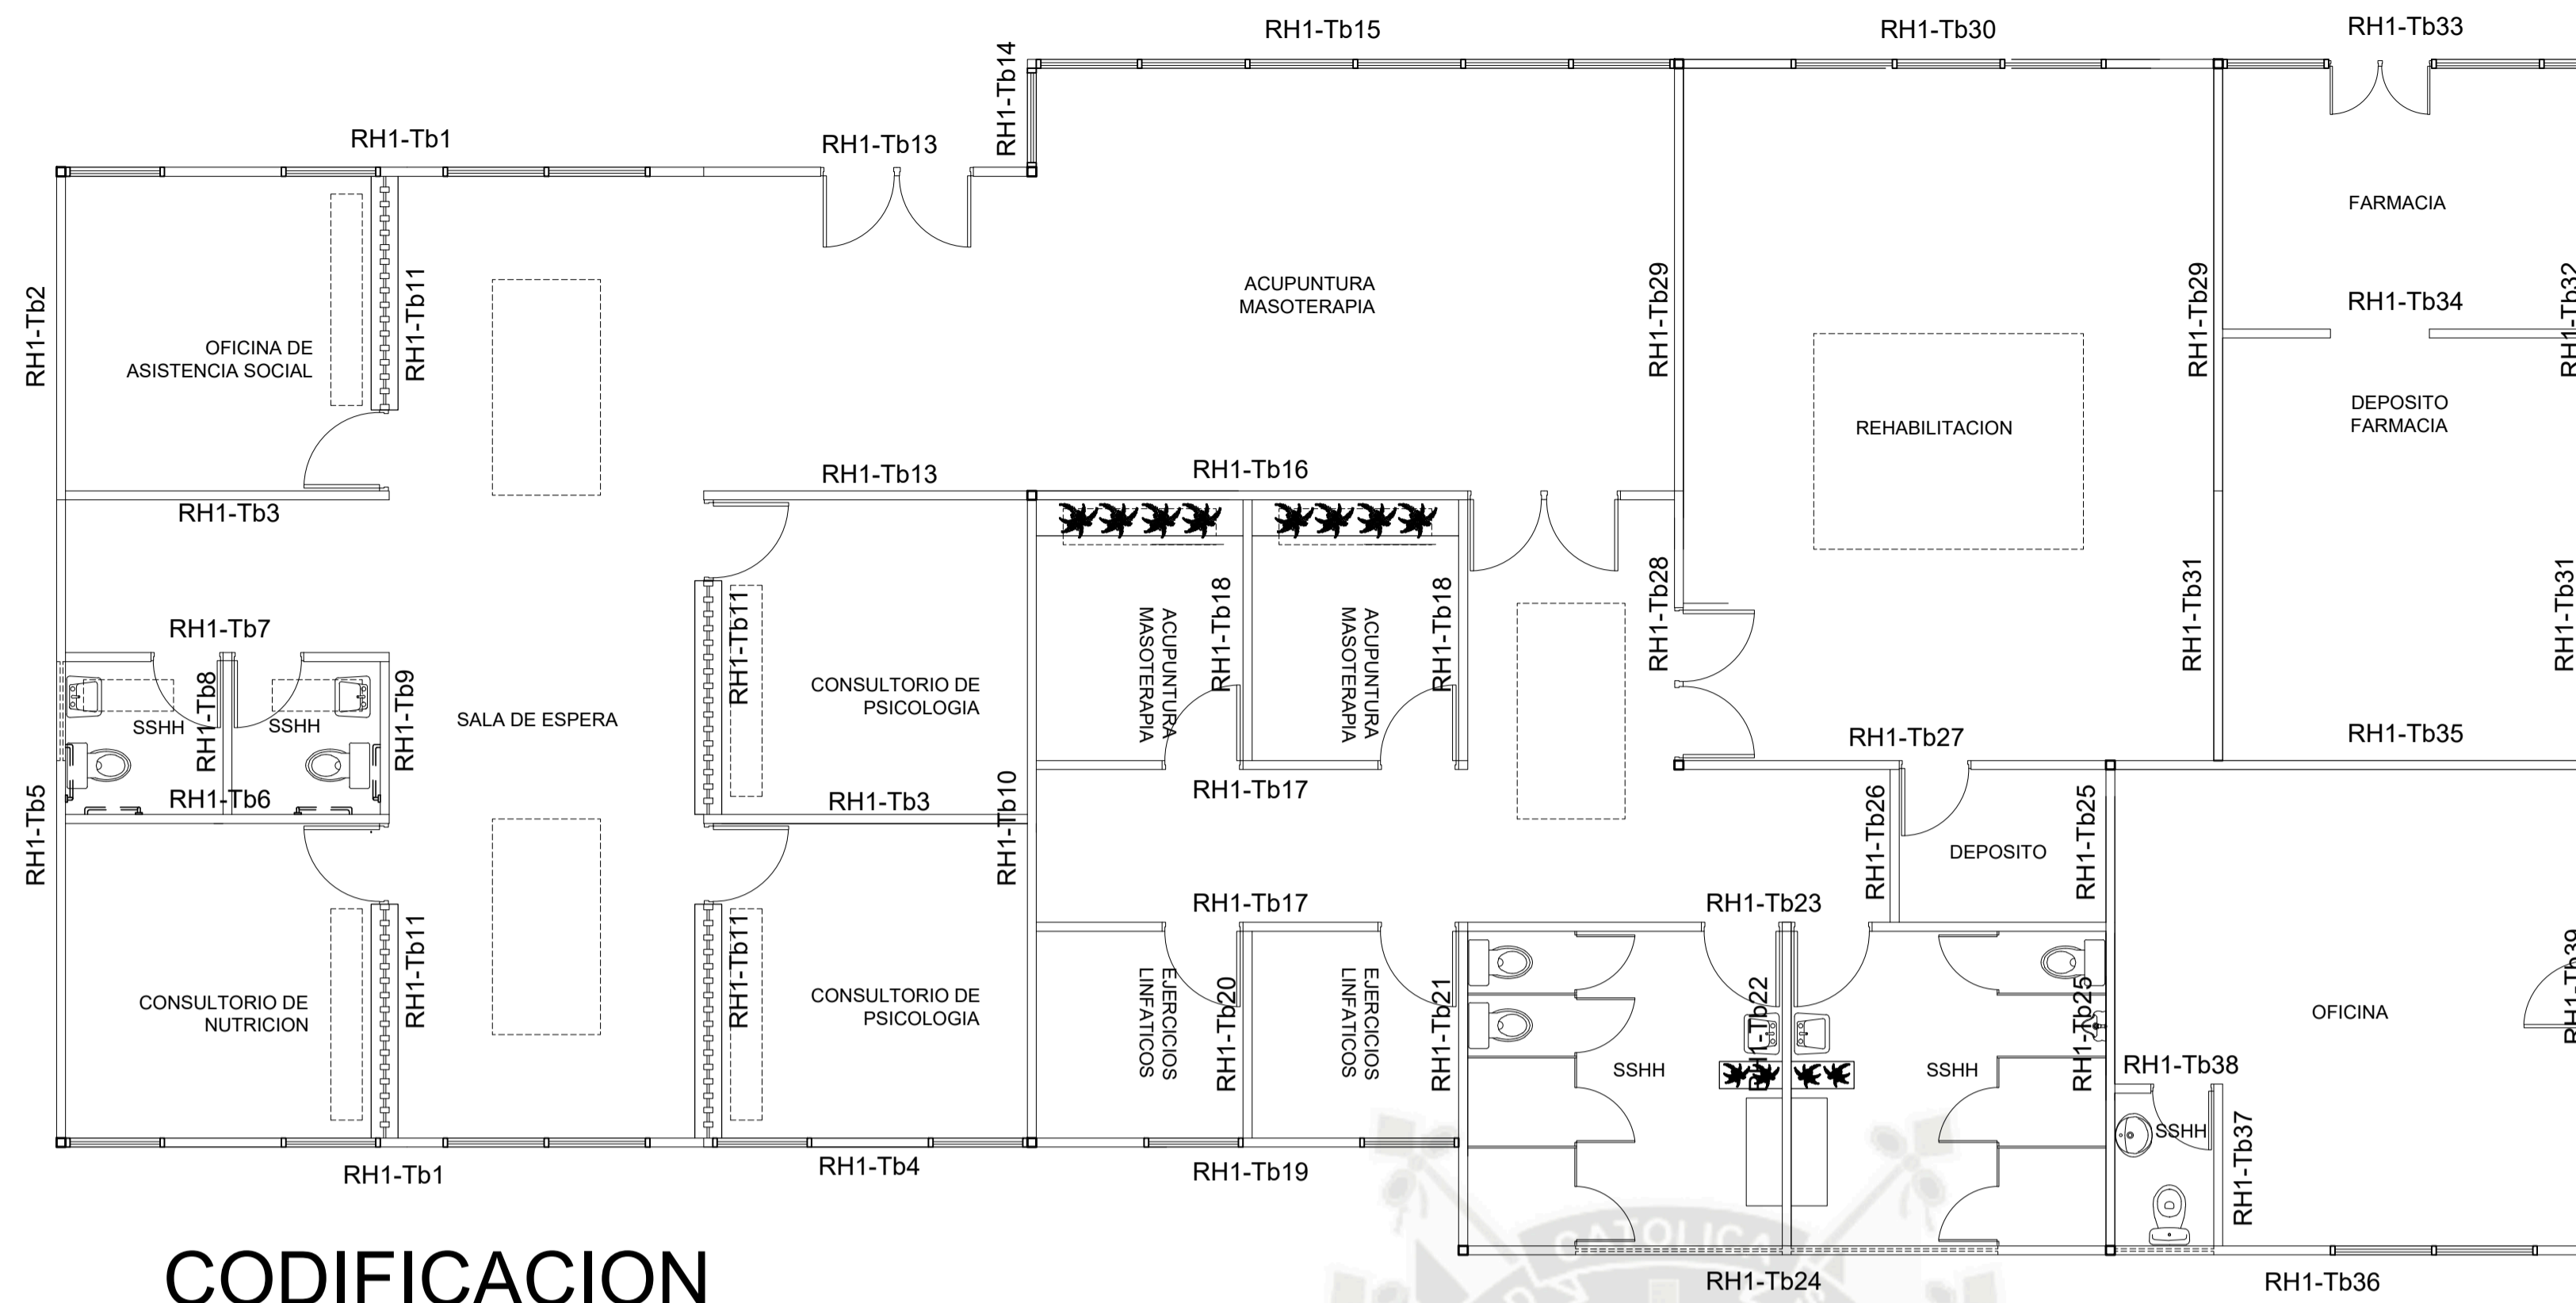 RH1-Tb33
RH1-Tb15
RH1-Tb30
RH1-Tb14
RH1-Tb1
RH1-Tb13
FARMACIA
RH1-Tb2
OFICINA DE
ASISTENCIA SOCIAL
RH1-Tb11
ACUPUNTURA
MASOTERAPIA
RH1-Tb29
RH1-Tb29
RH1-Tb32
RH1-Tb34
DEPOSITO
FARMACIA
REHABILITACION
RH1-Tb3
RH1-Tb13
RH1-Tb16
RH1-Tb7
RH1-Tb8
RH1-Tb9
SSHH
SSHH
RH1-Tb6
RH1-Tb5
SALA DE ESPERA
RH1-Tb11
CONSULTORIO DE
PSICOLOGIA
RH1-Tb3
RH1-Tb10
ACUPUNTURA
MASOTERAPIA
RH1-Tb18
ACUPUNTURA
MASOTERAPIA
RH1-Tb18
RH1-Tb28
RH1-Tb31
RH1-Tb31
RH1-Tb17
RH1-Tb27
RH1-Tb35
RH1-Tb26
DEPOSITO
RH1-Tb25
RH1-Tb17
RH1-Tb23
CONSULTORIO DE
NUTRICION
RH1-Tb11
RH1-Tb11
CONSULTORIO DE
PSICOLOGIA
EJERCICIOS
LINFATICOS
RH1-Tb20
EJERCICIOS
LINFATICOS
RH1-Tb21
SSHH
RH1-Tb22
SSHH
RH1-Tb25
OFICINA
RH1-Tb39
RH1-Tb38
SSHH
RH1-Tb37
RH1-Tb1
RH1-Tb4
RH1-Tb19
RH1-Tb24
RH1-Tb36
CATOLICA
CODIFICACION